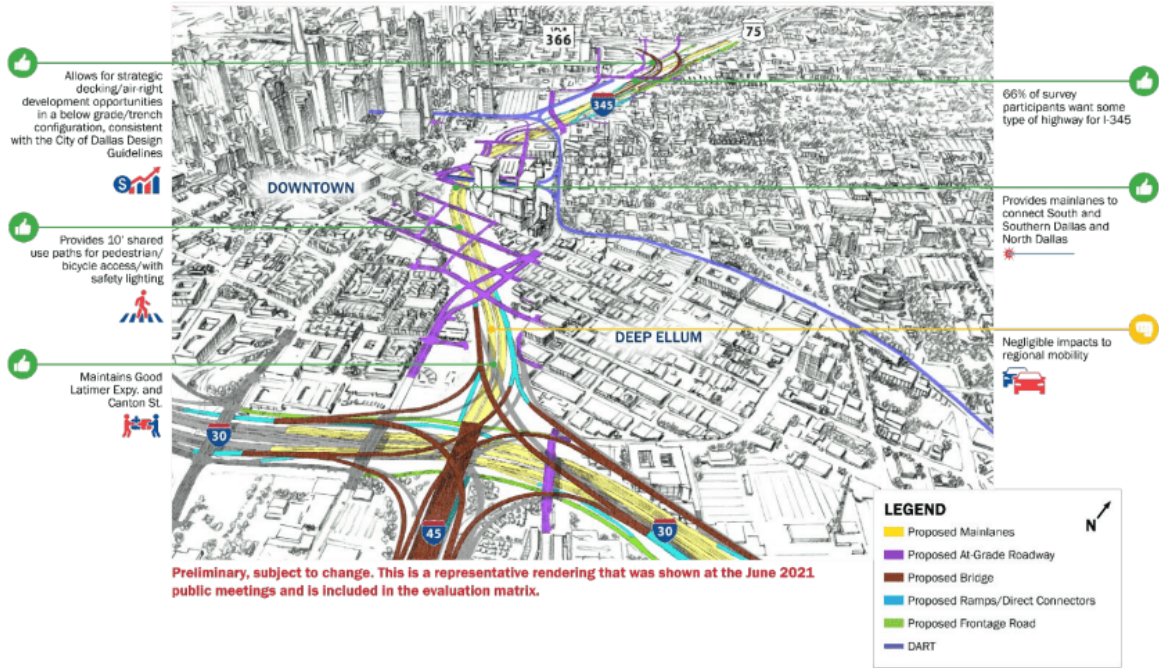 SPUR
366
75
345
Allows for strategic
decking/air-right
development opportunities
in a below grade/trench
configuration, consistent
with the City of Dallas Design
Guidelines
$
66% of survey
participants want some
type of highway for I-345
DOWNTOWN
Provides mainlanes to
connect South and
Southern Dallas and
North Dallas
Provides 10' shared
use paths for pedestrian/
bicycle access/with
safety lighting
DEEP ELLUM
Negligible impacts to
regional mobility
Maintains Good
Latimer Expy. and
Canton St.
30
45
30
Preliminary, subject to change. This is a representative rendering that was shown at the June 2021
public meetings and is included in the evaluation matrix.
LEGEND
N
Proposed Mainlanes
Proposed At-Grade Roadway
Proposed Bridge
Proposed Ramps/Direct Connectors
Proposed Frontage Road
DART